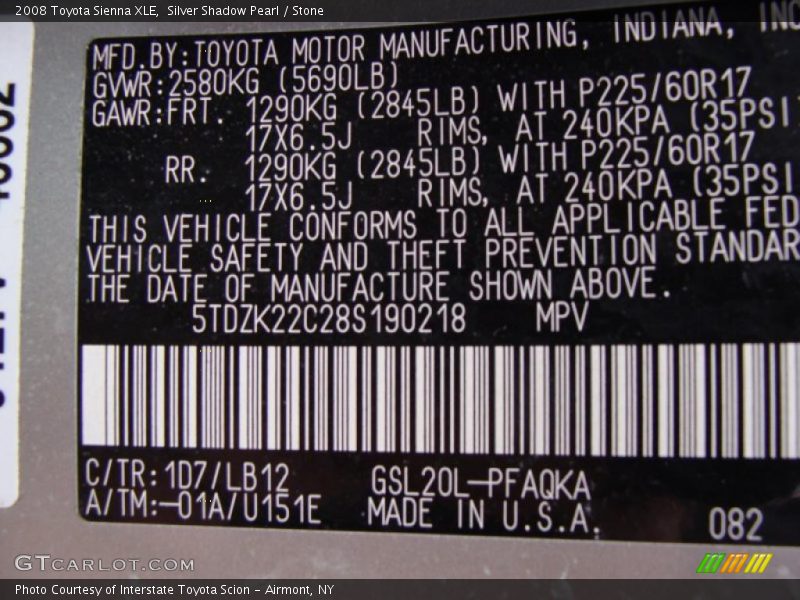 2008 Toyota Sienna XLE, Silver Shadow Pearl / Stone
MFD.BY:TOYOTA MOTOR MANUFACTURING, INDIANA, INC
GVWR:2580KG (5690LB)
GAWR:FRT. 1290KG (2845LB) WITH P225/60R17
17X6.5J RIMS, AT 240KPA (35PSI
RR. 1290KG (2845LB) WITH P225/60R17
17X6.5J RIMS, AT 240KPA (35PSI
THIS VEHICLE CONFORMS TO ALL APPLICABLE FED
VEHICLE SAFETY AND THEFT PREVENTION STANDAR
THE DATE OF MANUFACTURE SHOWN ABOVE.
5TDZK22C28S190218 MPV
C/TR:1D7/LB12 GSL20L-PFAQKA
A/TM:-01A/U151E MADE IN U.S.A.
082
GTCARLOT.COM
Photo Courtesy of Interstate Toyota Scion - Airmont, NY